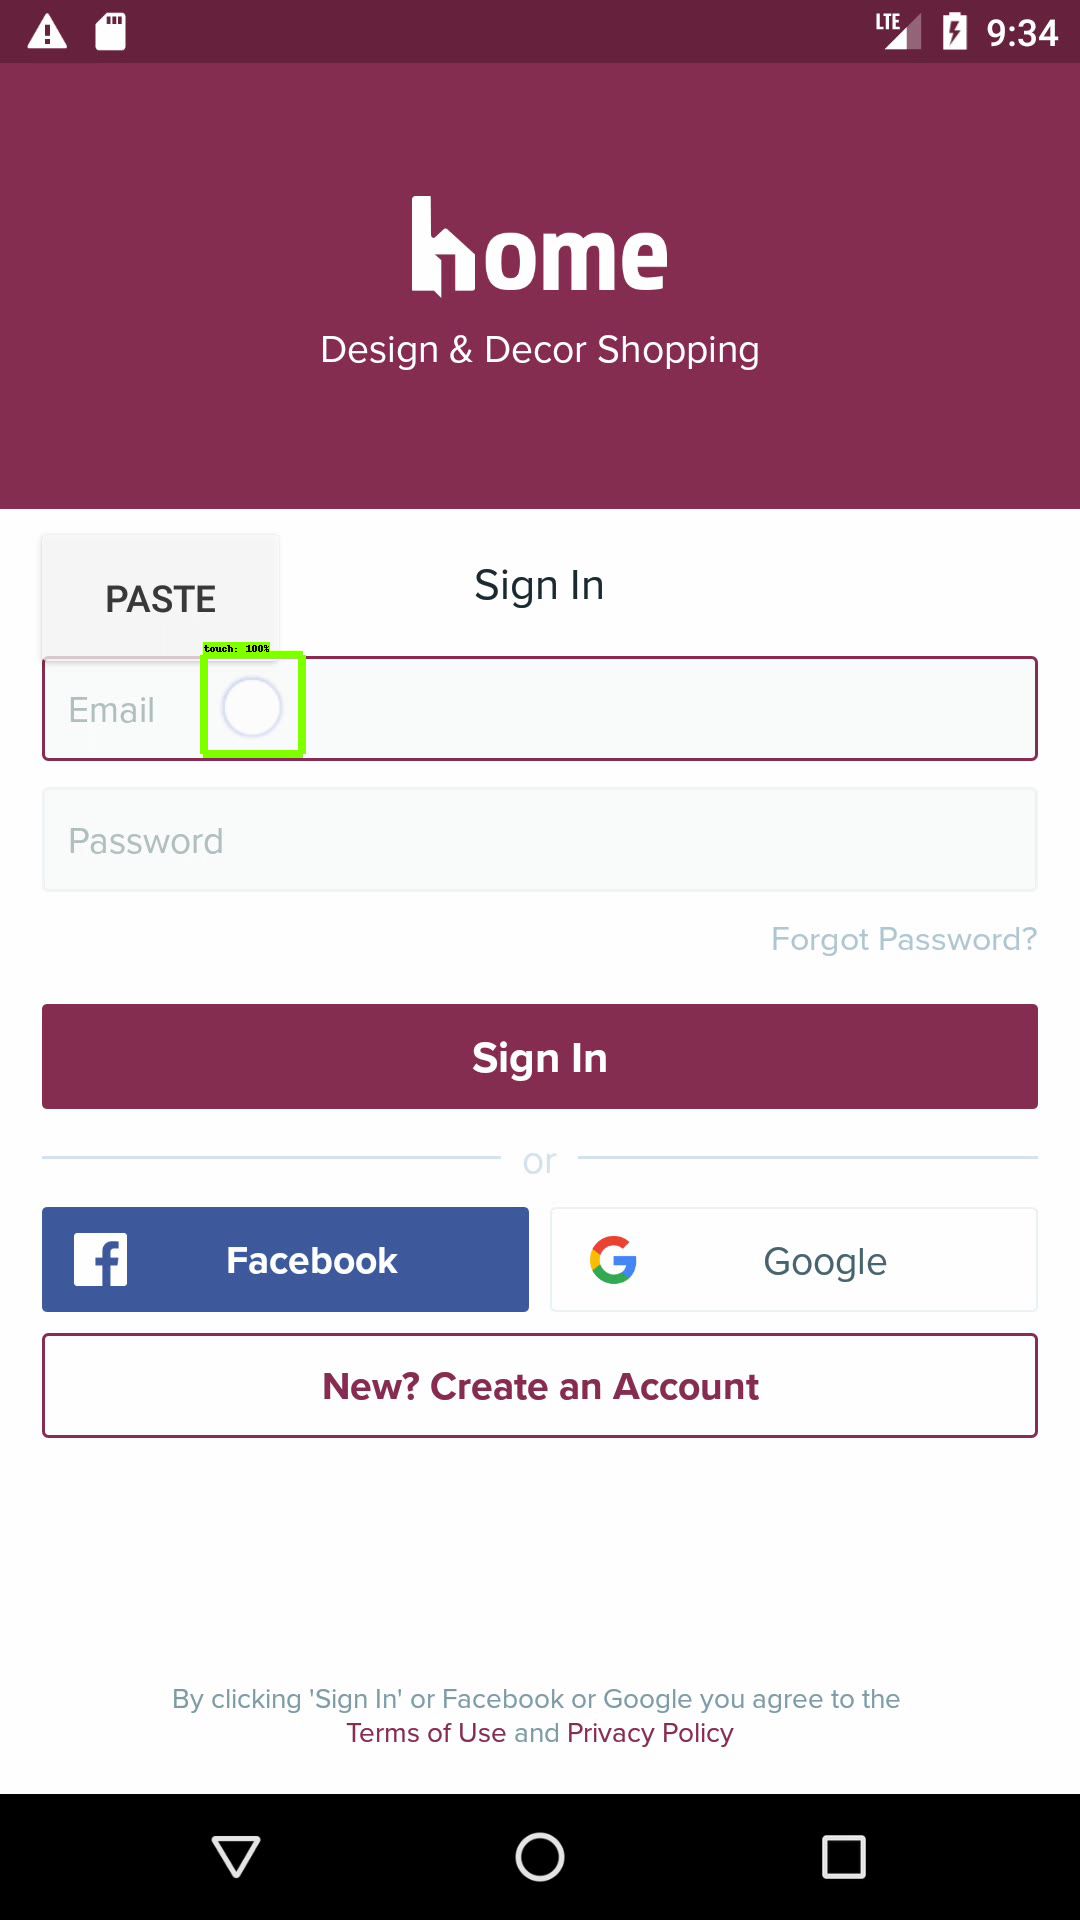 LTE 9:34
home
Design & Decor Shopping
PASTE
Sign In
touch: 100%
Email
Password
Forgot Password?
Sign In
or
Facebook
Google
New? Create an Account
By clicking 'Sign In' or Facebook or Google you agree to the
Terms of Use and Privacy Policy